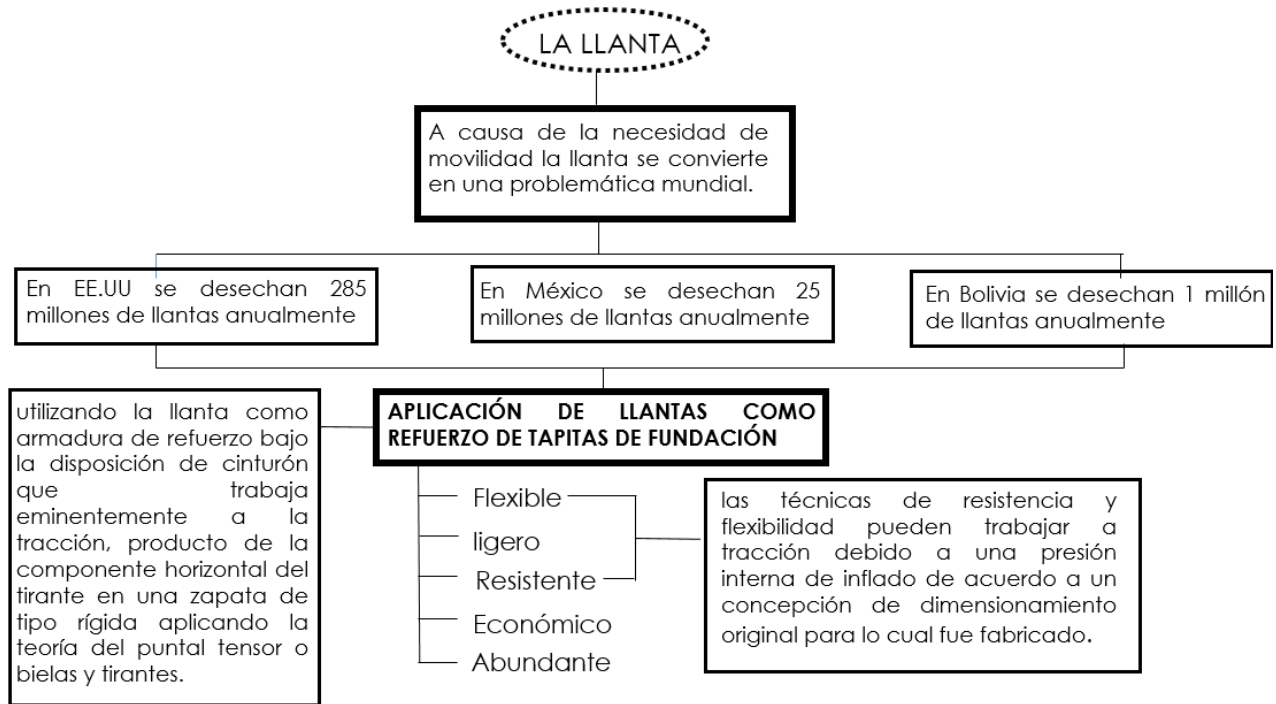 LA LLANTA
A causa de la necesidad de
movilidad la llanta se convierte
en una problemática mundial.
En EE.UU se desechan 285
millones de llantas anualmente
En México se desechan 25
millones de llantas anualmente
En Bolivia se desechan 1 millón
de llantas anualmente
APLICACIÓN DE LLANTAS COMO
REFUERZO DE TAPITAS DE FUNDACIÓN
utilizando la llanta como
armadura de refuerzo bajo
la disposición de cinturón
que trabaja
eminentemente a la
tracción, producto de la
componente horizontal del
tirante en una zapata de
tipo rígida aplicando la
teoría del puntal tensor o
bielas y tirantes.
Flexible
ligero
Resistente
Económico
Abundante
las técnicas de resistencia y
flexibilidad pueden trabajar a
tracción debido a una presión
interna de inflado de acuerdo a un
concepción de dimensionamiento
original para lo cual fue fabricado.